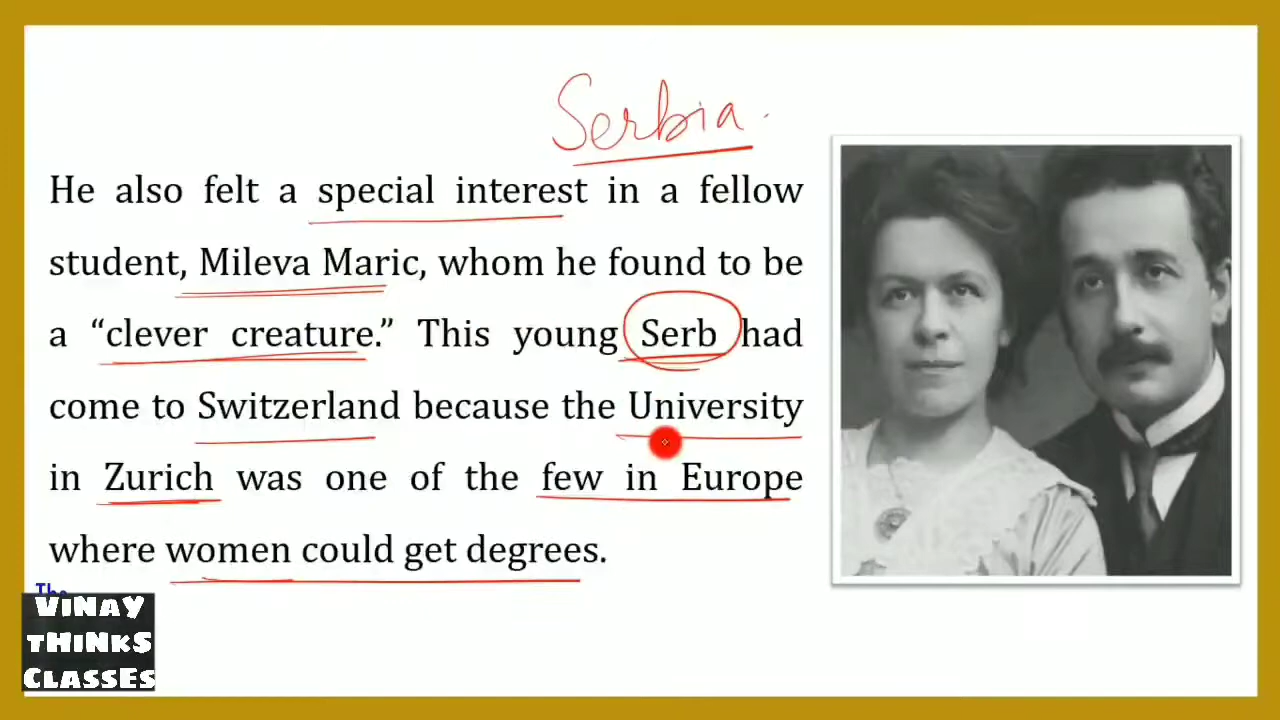 Serbia.
He also felt a special interest in a fellow
student, Mileva Maric, whom he found to be
a “clever creature.” This young Serb had
come to Switzerland because the University
in Zurich was one of the few in Europe
where women could get degrees.
The
VINAY
THINKS
CLASSES